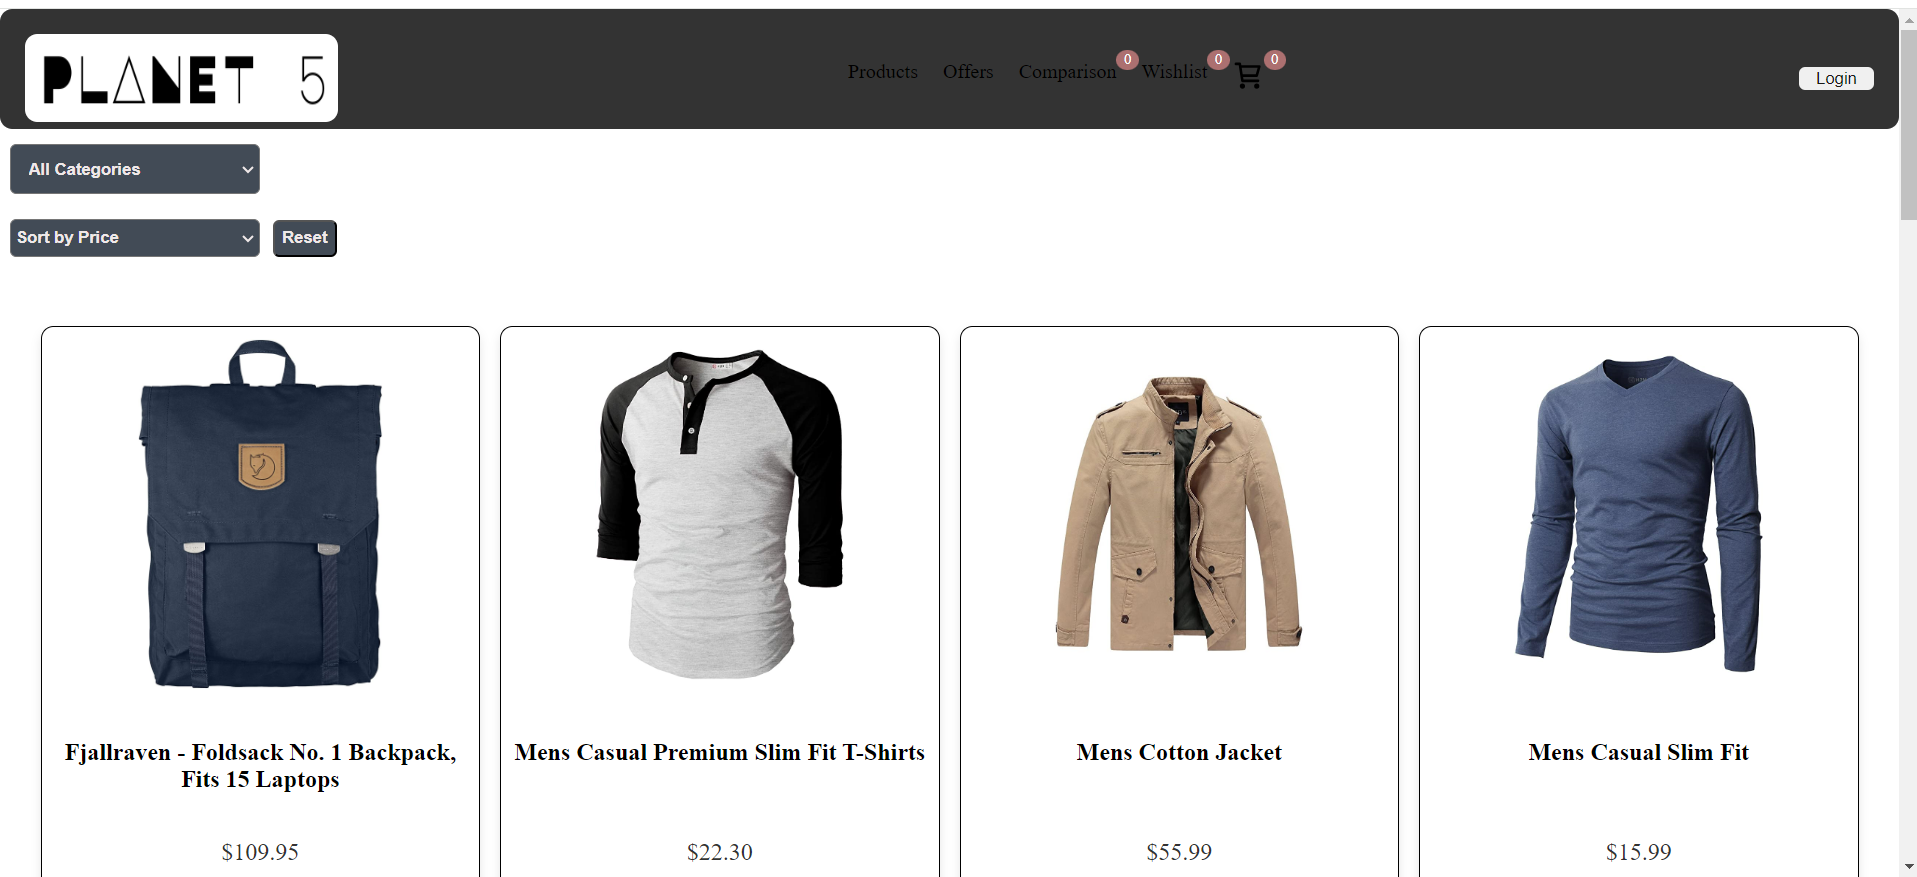 PLANET 5
Products Offers Comparison 0 Wishlist 0 0
Login
All Categories
Sort by Price Reset
Fjallraven - Foldsack No. 1 Backpack,
Fits 15 Laptops
Mens Casual Premium Slim Fit T-Shirts
Mens Cotton Jacket
Mens Casual Slim Fit
$109.95
$22.30
$55.99
$15.99